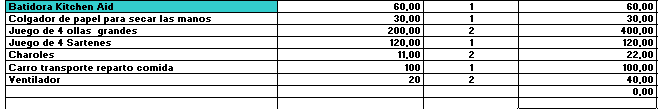 Batidora Kitchen Aid 60,00 1 60,00
Colgador de papel para secar las manos 30,00 1 30,00
Juego de 4 ollas grandes 200,00 2 400,00
Juego de 4 Sartenes 120,00 1 120,00
Charoles 11,00 2 22,00
Carro transporte reparto comida 100 1 100,00
Ventilador 20 2 40,00
0,00